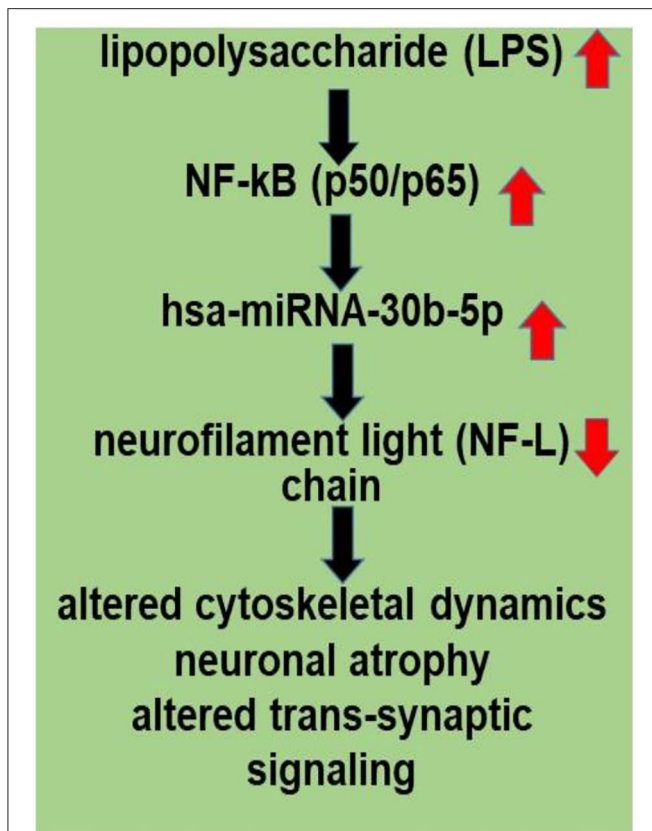 lipopolysaccharide (LPS)
NF-kB (p50/p65)
hsa-miRNA-30b-5p
neurofilament light (NF-L)
chain
altered cytoskeletal dynamics
neuronal atrophy
altered trans-synaptic
signaling